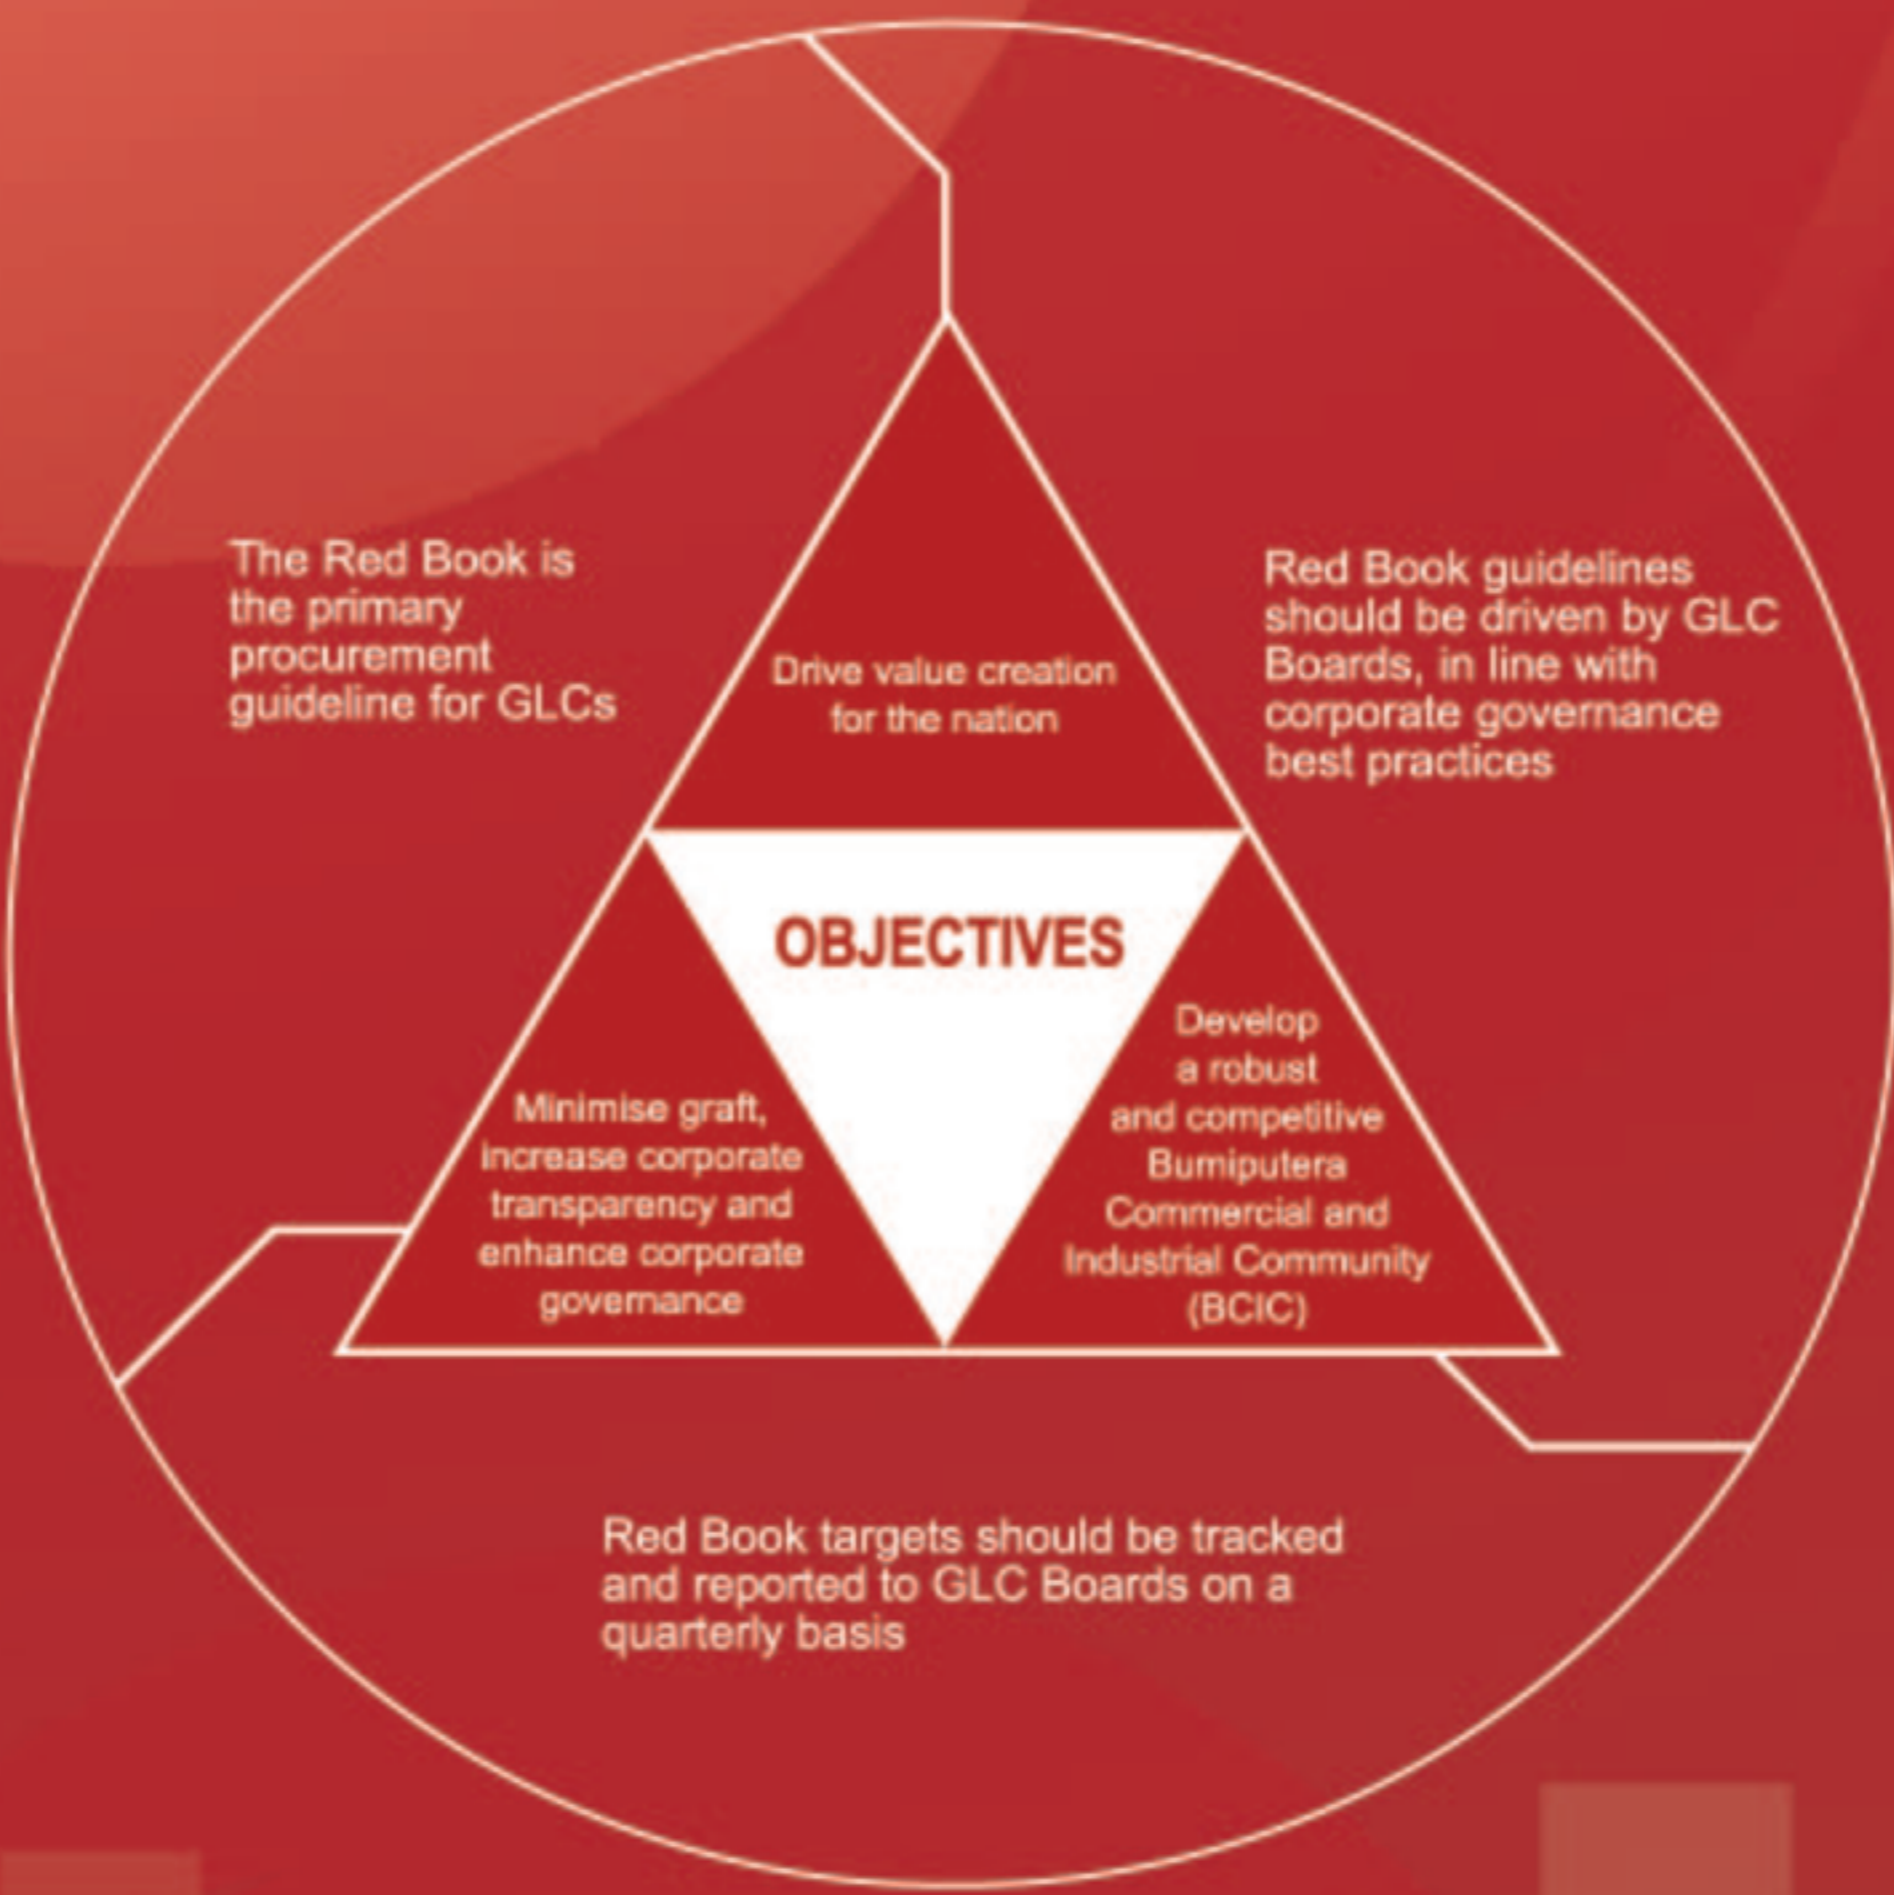 The Red Book is
the primary
procurement
guideline for GLCs
Red Book guidelines
should be driven by GLC
Boards, in line with
corporate governance
best practices
Drive value creation
for the nation
OBJECTIVES
Minimise graft,
increase corporate
transparency and
enhance corporate
governance
Develop
a robust
and competitive
Bumiputera
Commercial and
Industrial Community
(BCIC)
Red Book targets should be tracked
and reported to GLC Boards on a
quarterly basis